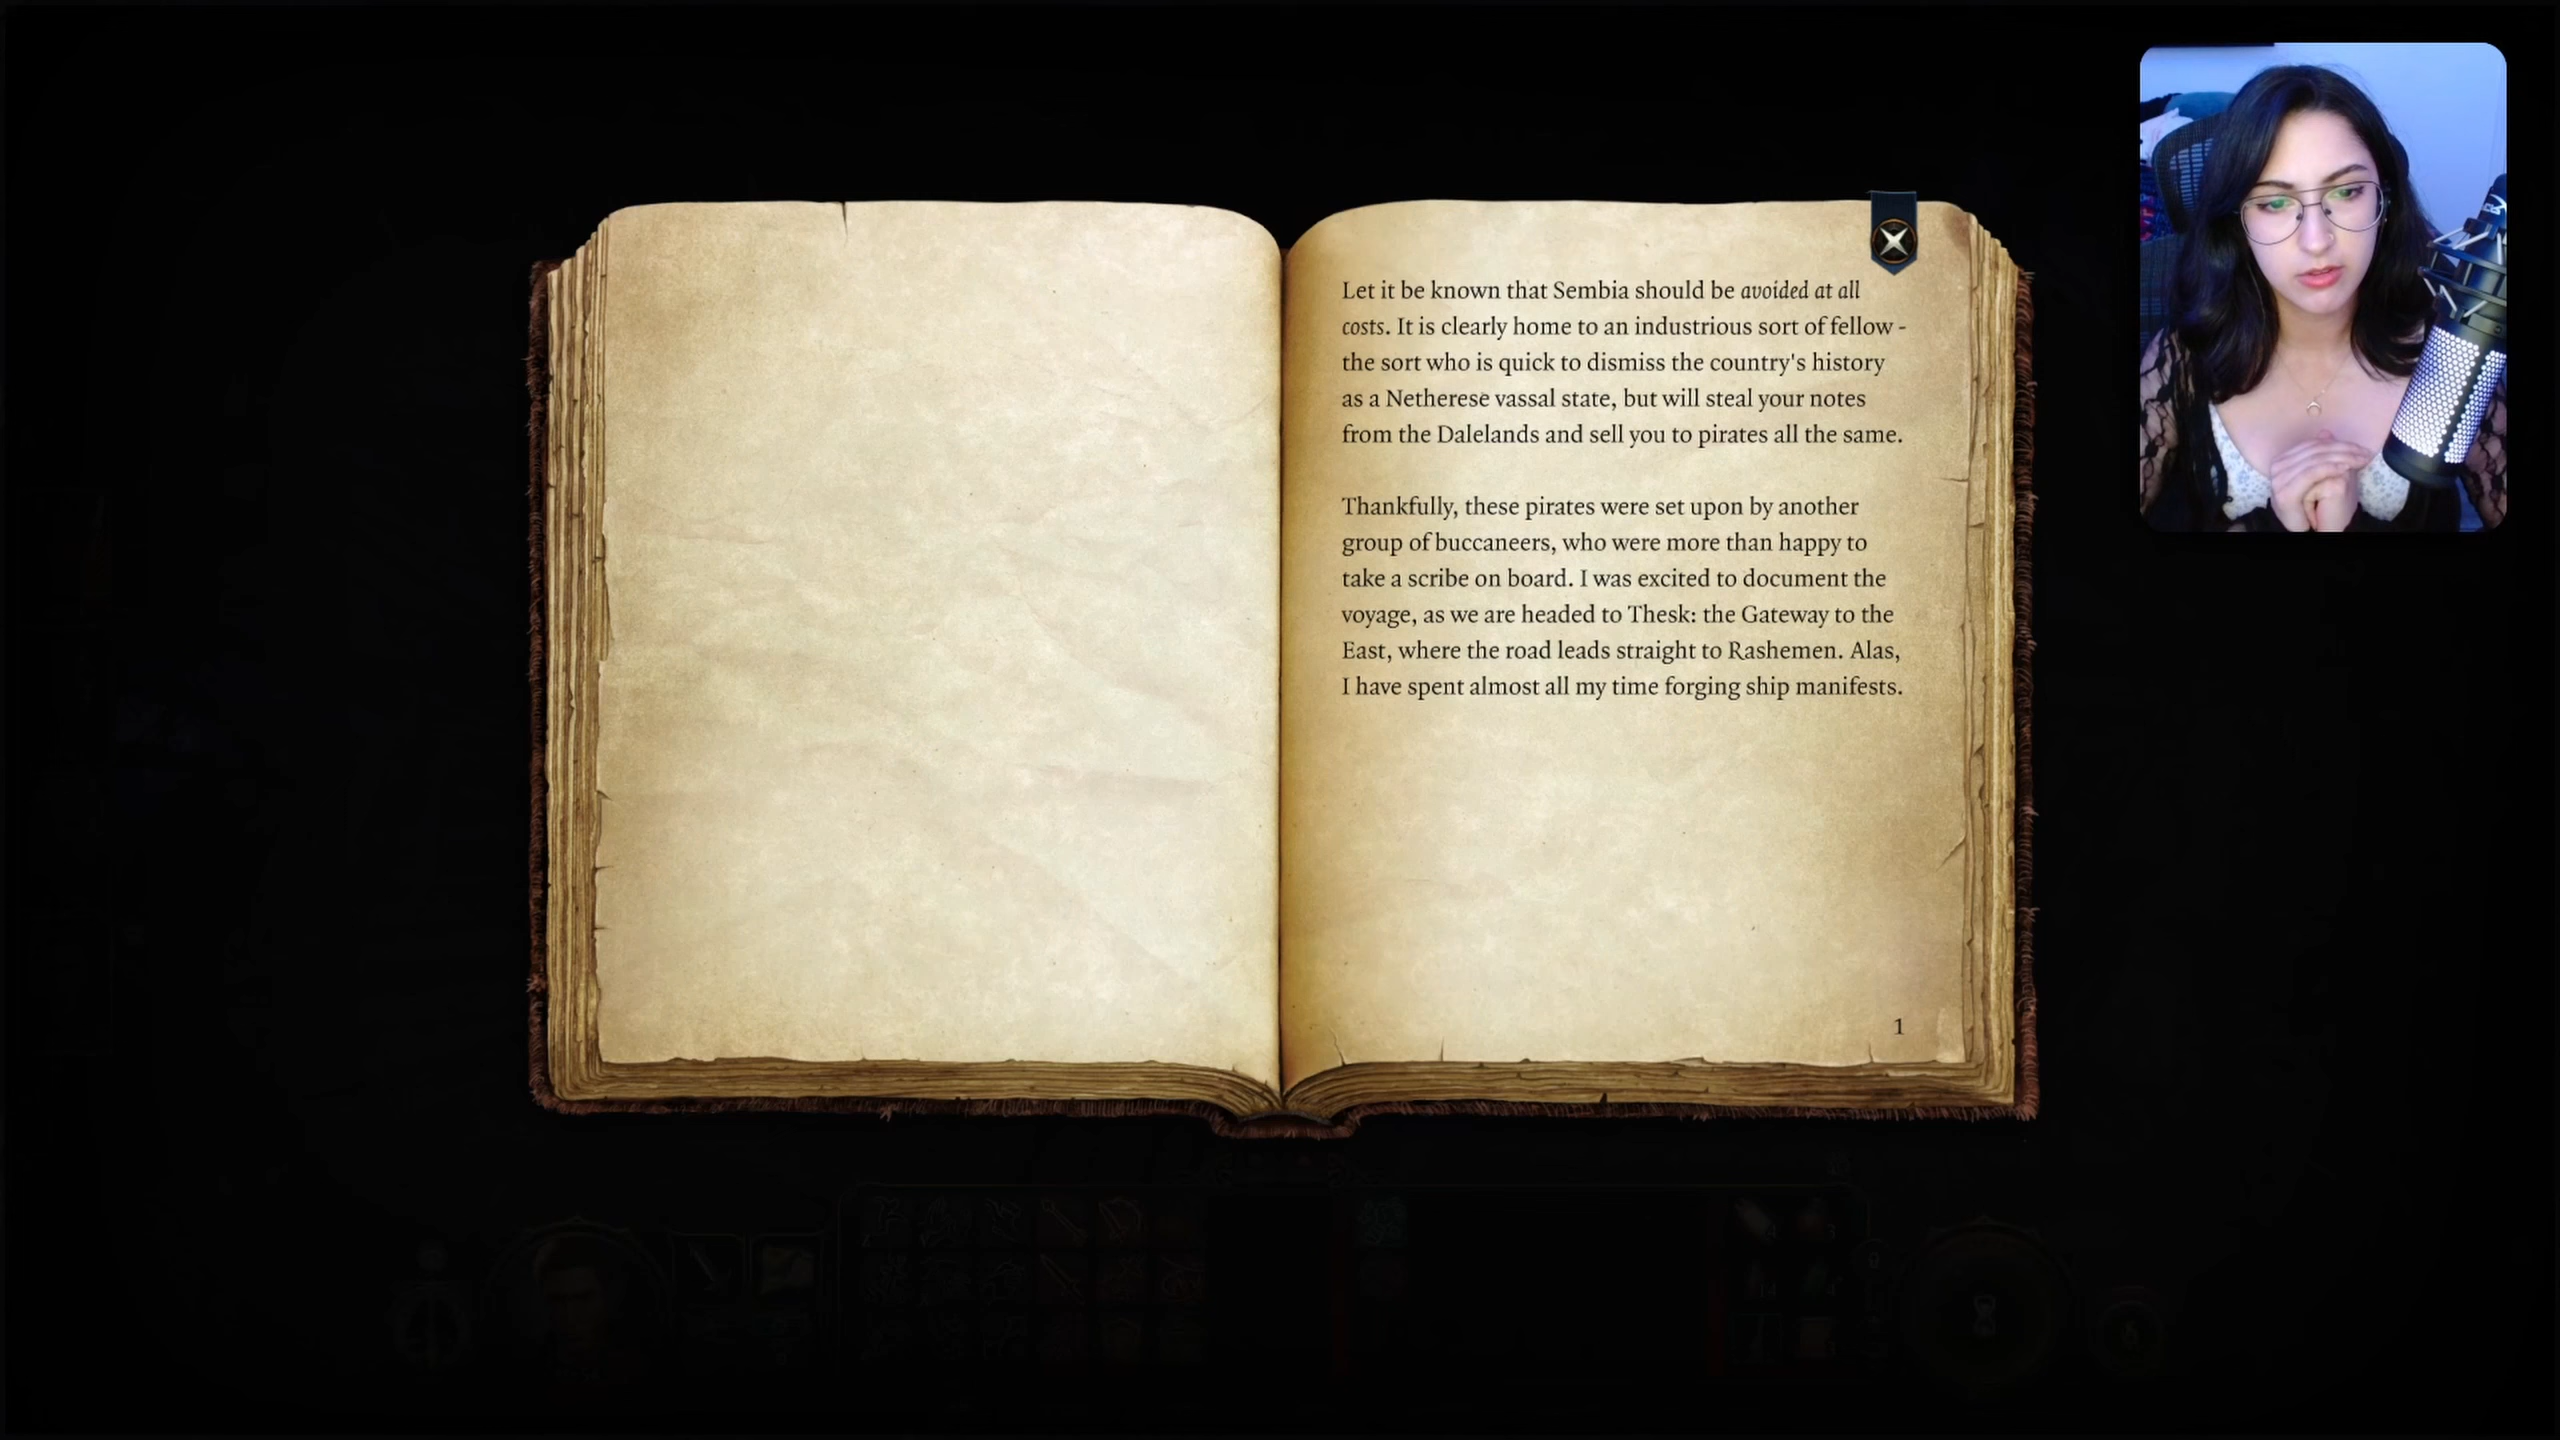 Let it be known that Sembia should be avoided at all
costs. It is clearly home to an industrious sort of fellow -
the sort who is quick to dismiss the country's history
as a Netherese vassal state, but will steal your notes
from the Dalelands and sell you to pirates all the same.
Thankfully, these pirates were set upon by another
group of buccaneers, who were more than happy to
take a scribe on board. I was excited to document the
voyage, as we are headed to Thesk: the Gateway to the
East, where the road leads straight to Rashemen. Alas,
I have spent almost all my time forging ship manifests.
1